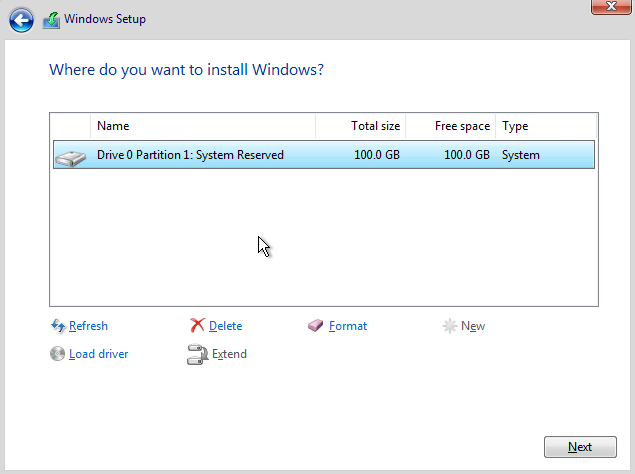 Windows Setup
Where do you want to install Windows?
Name Total size Free space Type
Drive 0 Partition 1: System Reserved 100.0 GB 100.0 GB System
Refresh Delete Format New
Load driver Extend
Next